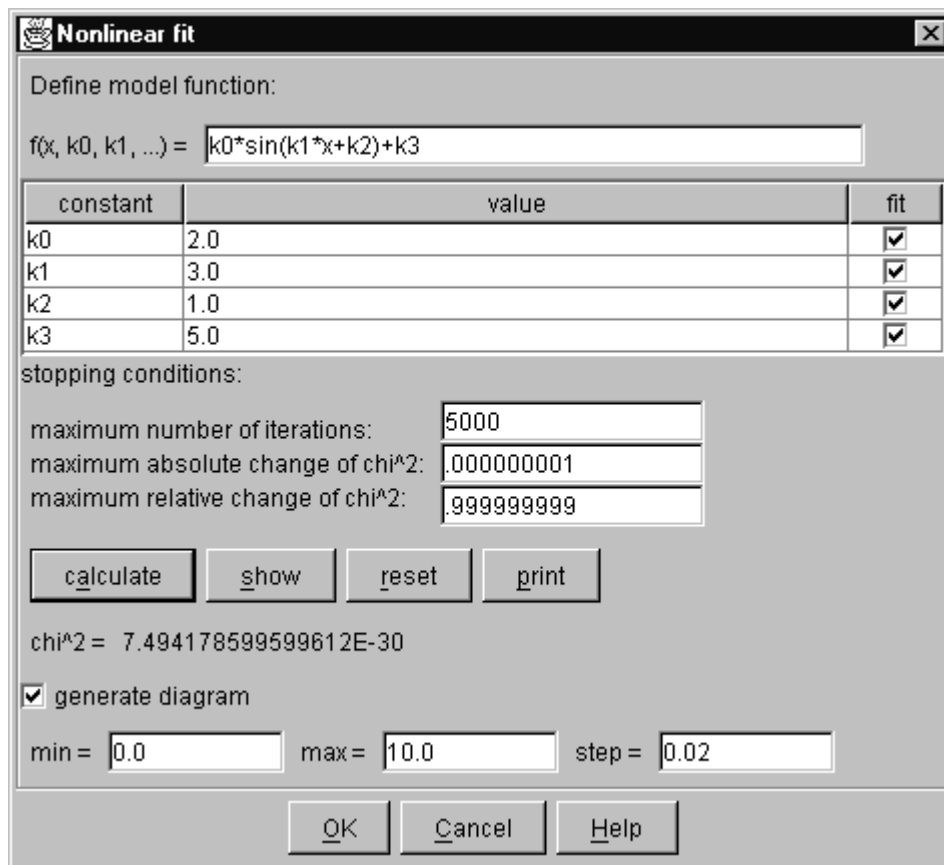 Nonlinear fit
Define model function:
f(x, k0, k1, ...) = k0*sin(k1*x+k2)+k3
constant value fit
k0 2.0
k1 3.0
k2 1.0
k3 5.0
stopping conditions:
maximum number of iterations: 5000
maximum absolute change of chi^2: .000000001
maximum relative change of chi^2: .999999999
calculate show reset print
chi^2 = 7.494178599599612E-30
generate diagram
min = 0.0 max = 10.0 step = 0.02
OK Cancel Help